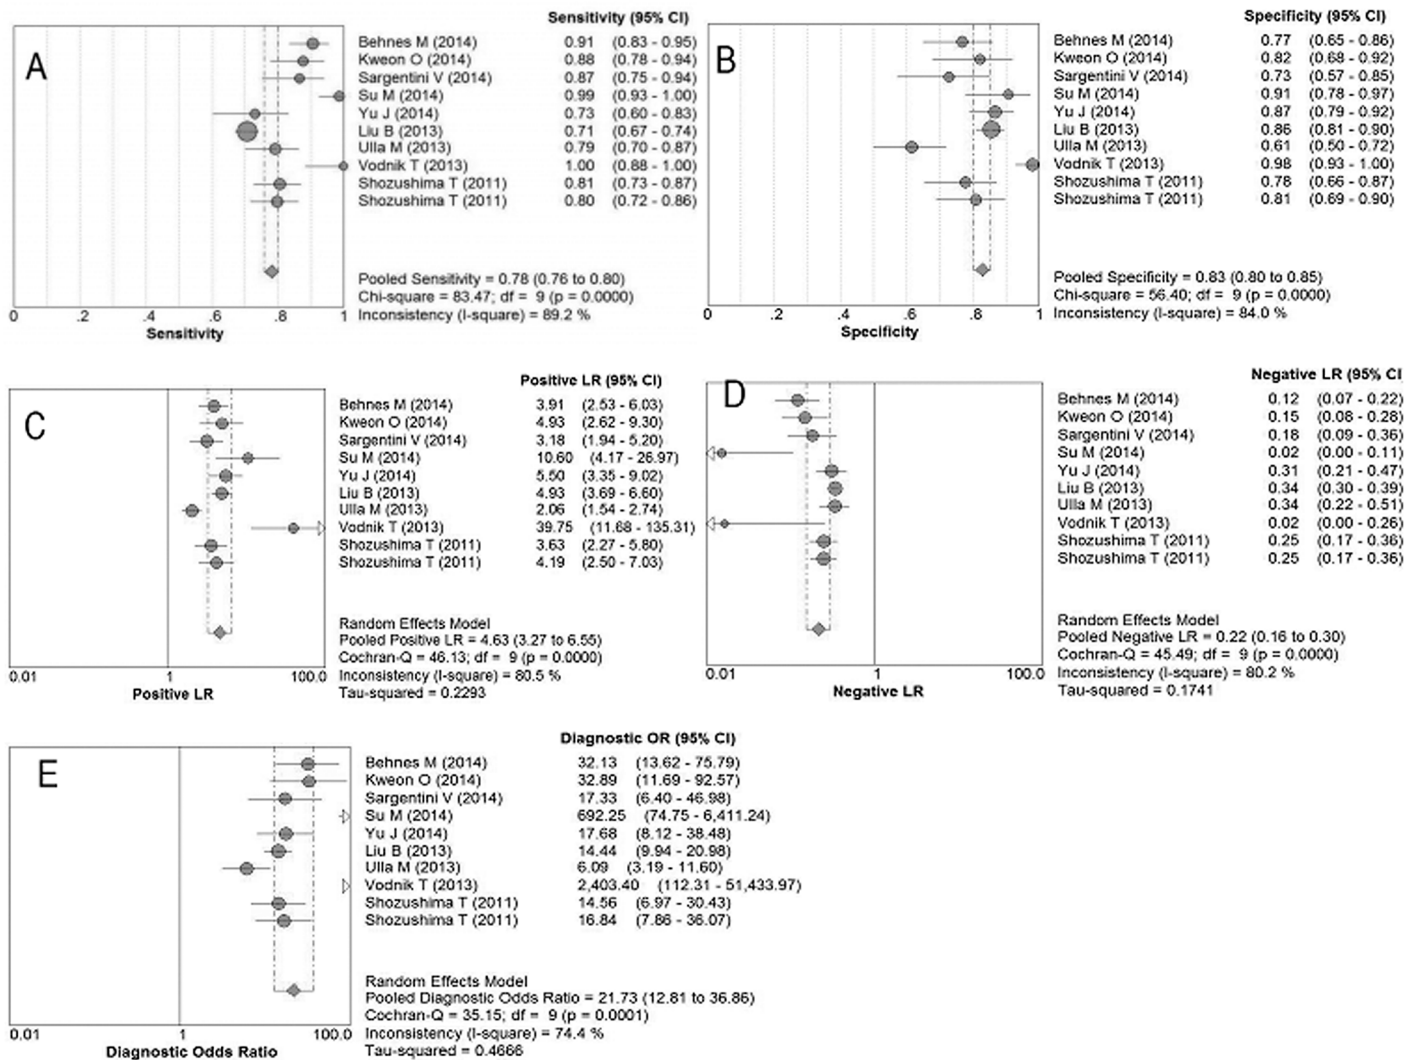 A
Sensitivity (95% CI)
Behnes M (2014) 0.91 (0.83 - 0.95)
Kweon O (2014) 0.88 (0.78 - 0.94)
Sargentini V (2014) 0.87 (0.75 - 0.94)
Su M (2014) 0.99 (0.93 - 1.00)
Yu J (2014) 0.73 (0.60 - 0.83)
Liu B (2013) 0.71 (0.67 - 0.74)
Ulla M (2013) 0.79 (0.70 - 0.87)
Vodnik T (2013) 1.00 (0.88 - 1.00)
Shozushima T (2011) 0.81 (0.73 - 0.87)
Shozushima T (2011) 0.80 (0.72 - 0.86)
Pooled Sensitivity = 0.78 (0.76 to 0.80)
Chi-square = 83.47; df = 9 (p = 0.0000)
Inconsistency (I-square) = 89.2 %
0 .2 .4 .6 .8 1
Sensitivity
B
Specificity (95% CI)
Behnes M (2014) 0.77 (0.65 - 0.86)
Kweon O (2014) 0.82 (0.68 - 0.92)
Sargentini V (2014) 0.73 (0.57 - 0.85)
Su M (2014) 0.91 (0.78 - 0.97)
Yu J (2014) 0.87 (0.79 - 0.92)
Liu B (2013) 0.86 (0.81 - 0.90)
Ulla M (2013) 0.61 (0.50 - 0.72)
Vodnik T (2013) 0.98 (0.93 - 1.00)
Shozushima T (2011) 0.78 (0.66 - 0.87)
Shozushima T (2011) 0.81 (0.69 - 0.90)
Pooled Specificity = 0.83 (0.80 to 0.85)
Chi-square = 56.40; df = 9 (p = 0.0000)
Inconsistency (I-square) = 84.0 %
0 .2 .4 .6 .8 1
Specificity
C
Positive LR (95% CI)
Behnes M (2014) 3.91 (2.53 - 6.03)
Kweon O (2014) 4.93 (2.62 - 9.30)
Sargentini V (2014) 3.18 (1.94 - 5.20)
Su M (2014) 10.60 (4.17 - 26.97)
Yu J (2014) 5.50 (3.35 - 9.02)
Liu B (2013) 4.93 (3.69 - 6.60)
Ulla M (2013) 2.06 (1.54 - 2.74)
Vodnik T (2013) 39.75 (11.68 - 135.31)
Shozushima T (2011) 3.63 (2.27 - 5.80)
Shozushima T (2011) 4.19 (2.50 - 7.03)
Random Effects Model
Pooled Positive LR = 4.63 (3.27 to 6.55)
Cochran-Q = 46.13; df = 9 (p = 0.0000)
Inconsistency (I-square) = 80.5 %
Tau-squared = 0.2293
0.01 1 100.0
Positive LR
D
Negative LR (95% CI
Behnes M (2014) 0.12 (0.07 - 0.22)
Kweon O (2014) 0.15 (0.08 - 0.28)
Sargentini V (2014) 0.18 (0.09 - 0.36)
Su M (2014) 0.02 (0.00 - 0.11)
Yu J (2014) 0.31 (0.21 - 0.47)
Liu B (2013) 0.34 (0.30 - 0.39)
Ulla M (2013) 0.34 (0.22 - 0.51)
Vodnik T (2013) 0.02 (0.00 - 0.26)
Shozushima T (2011) 0.25 (0.17 - 0.36)
Shozushima T (2011) 0.25 (0.17 - 0.36)
Random Effects Model
Pooled Negative LR = 0.22 (0.16 to 0.30)
Cochran-Q = 45.49; df = 9 (p = 0.0000)
Inconsistency (I-square) = 80.2 %
Tau-squared = 0.1741
0.01 1 100.0
Negative LR
E
Diagnostic OR (95% CI)
Behnes M (2014) 32.13 (13.62 - 75.79)
Kweon O (2014) 32.89 (11.69 - 92.57)
Sargentini V (2014) 17.33 (6.40 - 46.98)
Su M (2014) 692.25 (74.75 - 6,411.24)
Yu J (2014) 17.68 (8.12 - 38.48)
Liu B (2013) 14.44 (9.94 - 20.98)
Ulla M (2013) 6.09 (3.19 - 11.60)
Vodnik T (2013) 2,403.40 (112.31 - 51,433.97)
Shozushima T (2011) 14.56 (6.97 - 30.43)
Shozushima T (2011) 16.84 (7.86 - 36.07)
Random Effects Model
Pooled Diagnostic Odds Ratio = 21.73 (12.81 to 36.86)
Cochran-Q = 35.15; df = 9 (p = 0.0001)
Inconsistency (I-square) = 74.4 %
Tau-squared = 0.4666
0.01 1 100.0
Diagnostic Odds Ratio